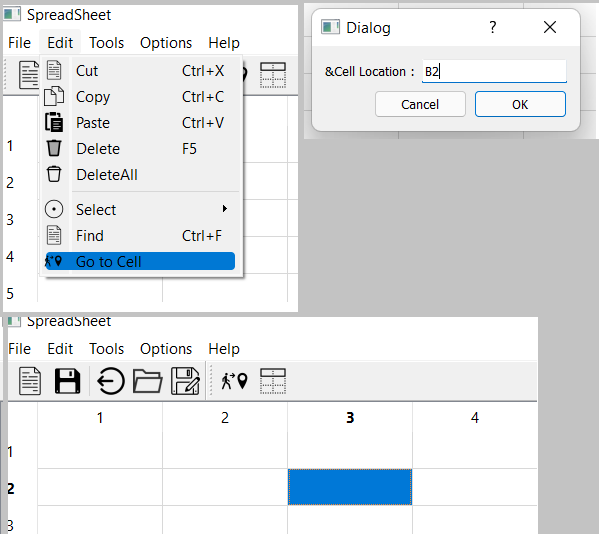 SpreadSheet
File Edit Tools Options Help
Cut Ctrl+X
Copy Ctrl+C
Paste Ctrl+V
Delete F5
DeleteAll
Select
Find Ctrl+F
Go to Cell
1
2
3
4
5
Dialog ?
&Cell Location : B2
Cancel OK
SpreadSheet
File Edit Tools Options Help
1 2 3 4
1
2
3